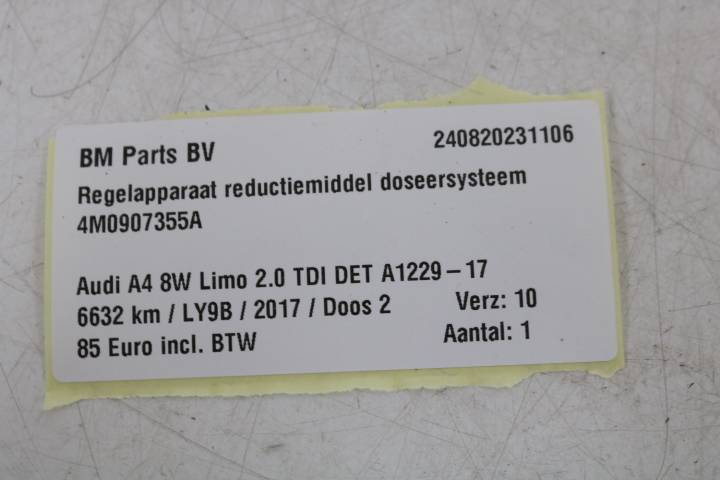 BM Parts BV 240820231106
Regelapparaat reductiemiddel doseersysteem
4M0907355A
Audi A4 8W Limo 2.0 TDI DET A1229-17
6632 km / LY9B / 2017 / Doos 2 Verz: 10
85 Euro incl. BTW Aantal: 1